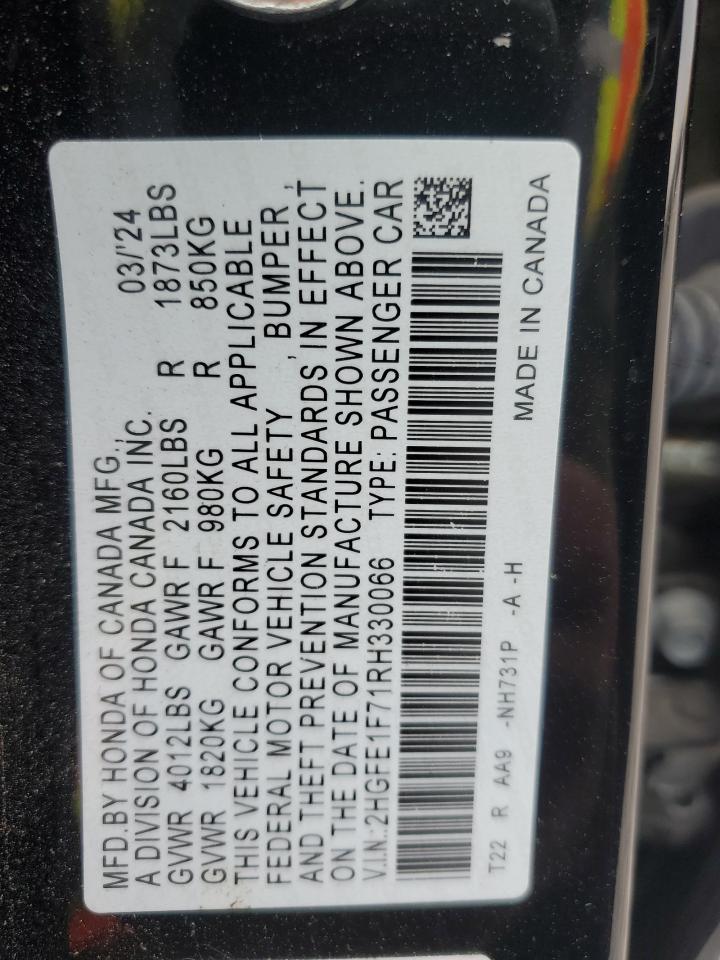 MFD.BY HONDA OF CANADA MFG., 03/'24
A DIVISION OF HONDA CANADA INC.
GVWR 4012LBS GAWR F 2160LBS R 1873LBS
GVWR 1820KG GAWR F 980KG R 850KG
THIS VEHICLE CONFORMS TO ALL APPLICABLE
FEDERAL MOTOR VEHICLE SAFETY, BUMPER,
AND THEFT PREVENTION STANDARDS IN EFFECT
ON THE DATE OF MANUFACTURE SHOWN ABOVE.
V.I.N.:2HGFE1F71RH330066 TYPE: PASSENGER CAR
T22 R AA9 -NH731P -A -H MADE IN CANADA